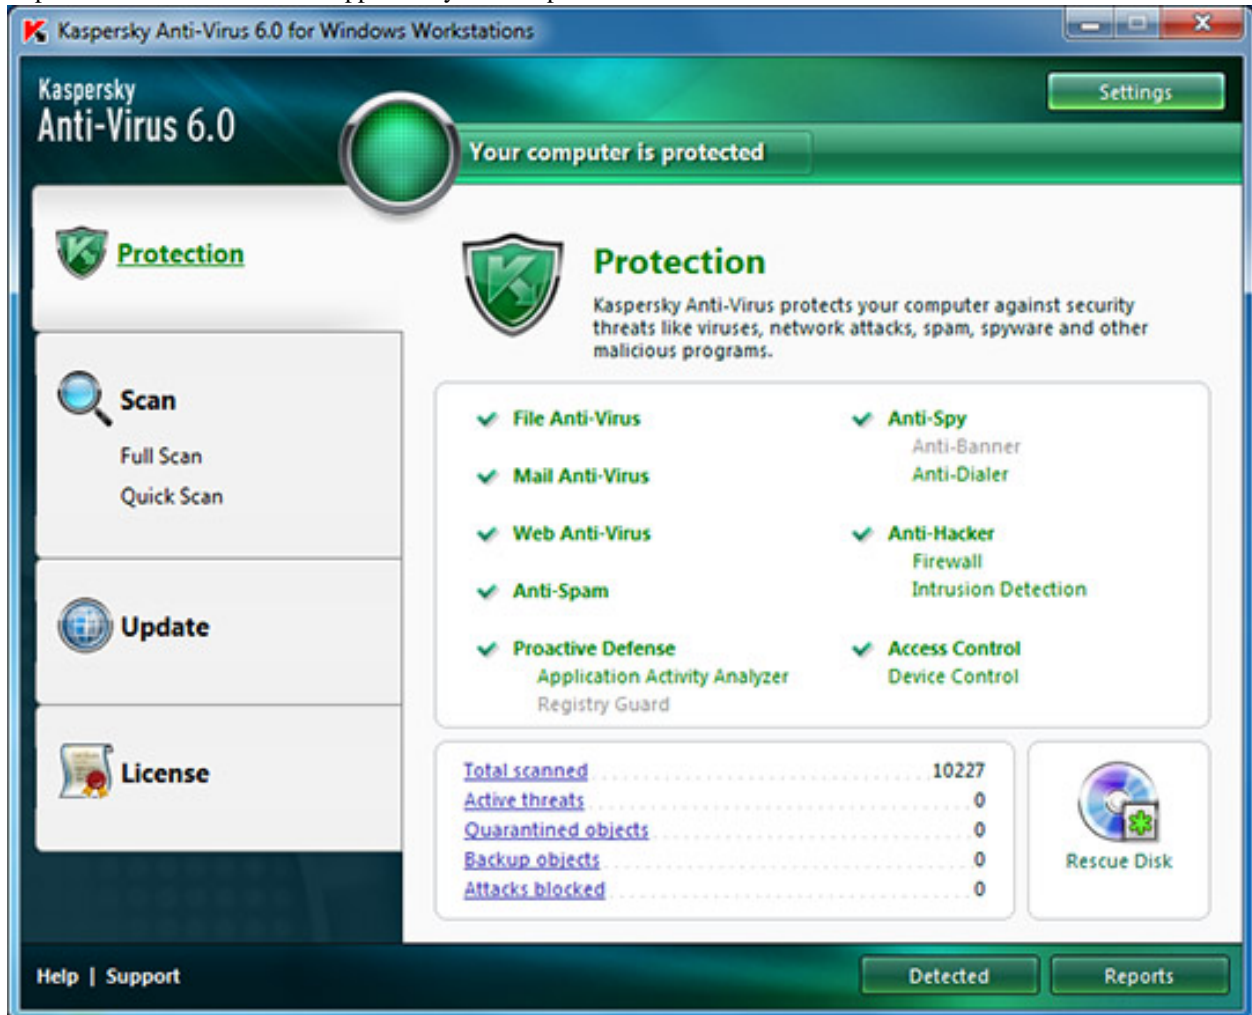 Kaspersky Anti-Virus 6.0 for Windows Workstations
Kaspersky
Anti-Virus 6.0
Settings
Your computer is protected
Protection
Scan
Full Scan
Quick Scan
Update
License
Protection
Kaspersky Anti-Virus protects your computer against security
threats like viruses, network attacks, spam, spyware and other
malicious programs.
File Anti-Virus
Mail Anti-Virus
Web Anti-Virus
Anti-Spam
Proactive Defense
Application Activity Analyzer
Registry Guard
Anti-Spy
Anti-Banner
Anti-Dialer
Anti-Hacker
Firewall
Intrusion Detection
Access Control
Device Control
Total scanned 10227
Active threats 0
Quarantined objects 0
Backup objects 0
Attacks blocked 0
Rescue Disk
Help | Support
Detected
Reports